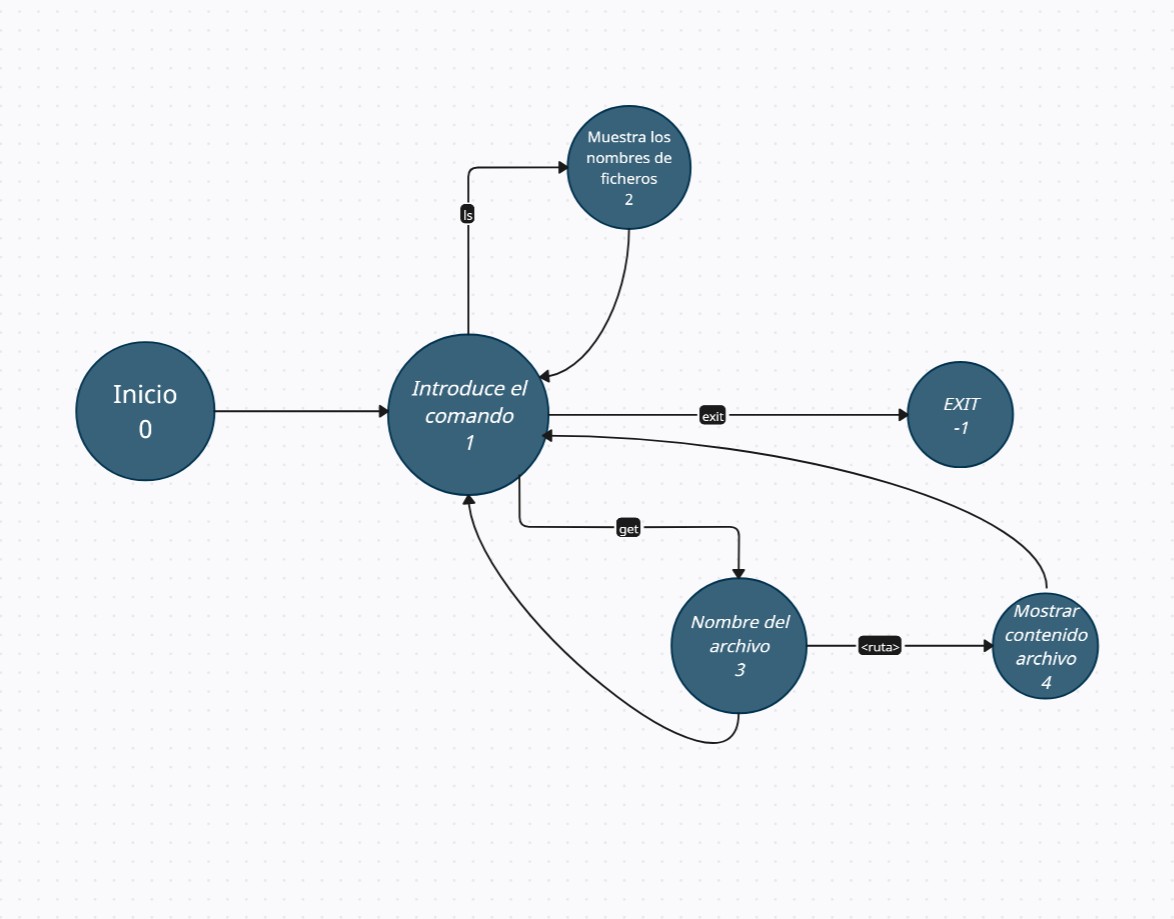 Muestra los
nombres de
ficheros
2
ls
Inicio
0
Introduce el
comando
1
exit
EXIT
-1
get
Nombre del
archivo
3
<ruta>
Mostrar
contenido
archivo
4